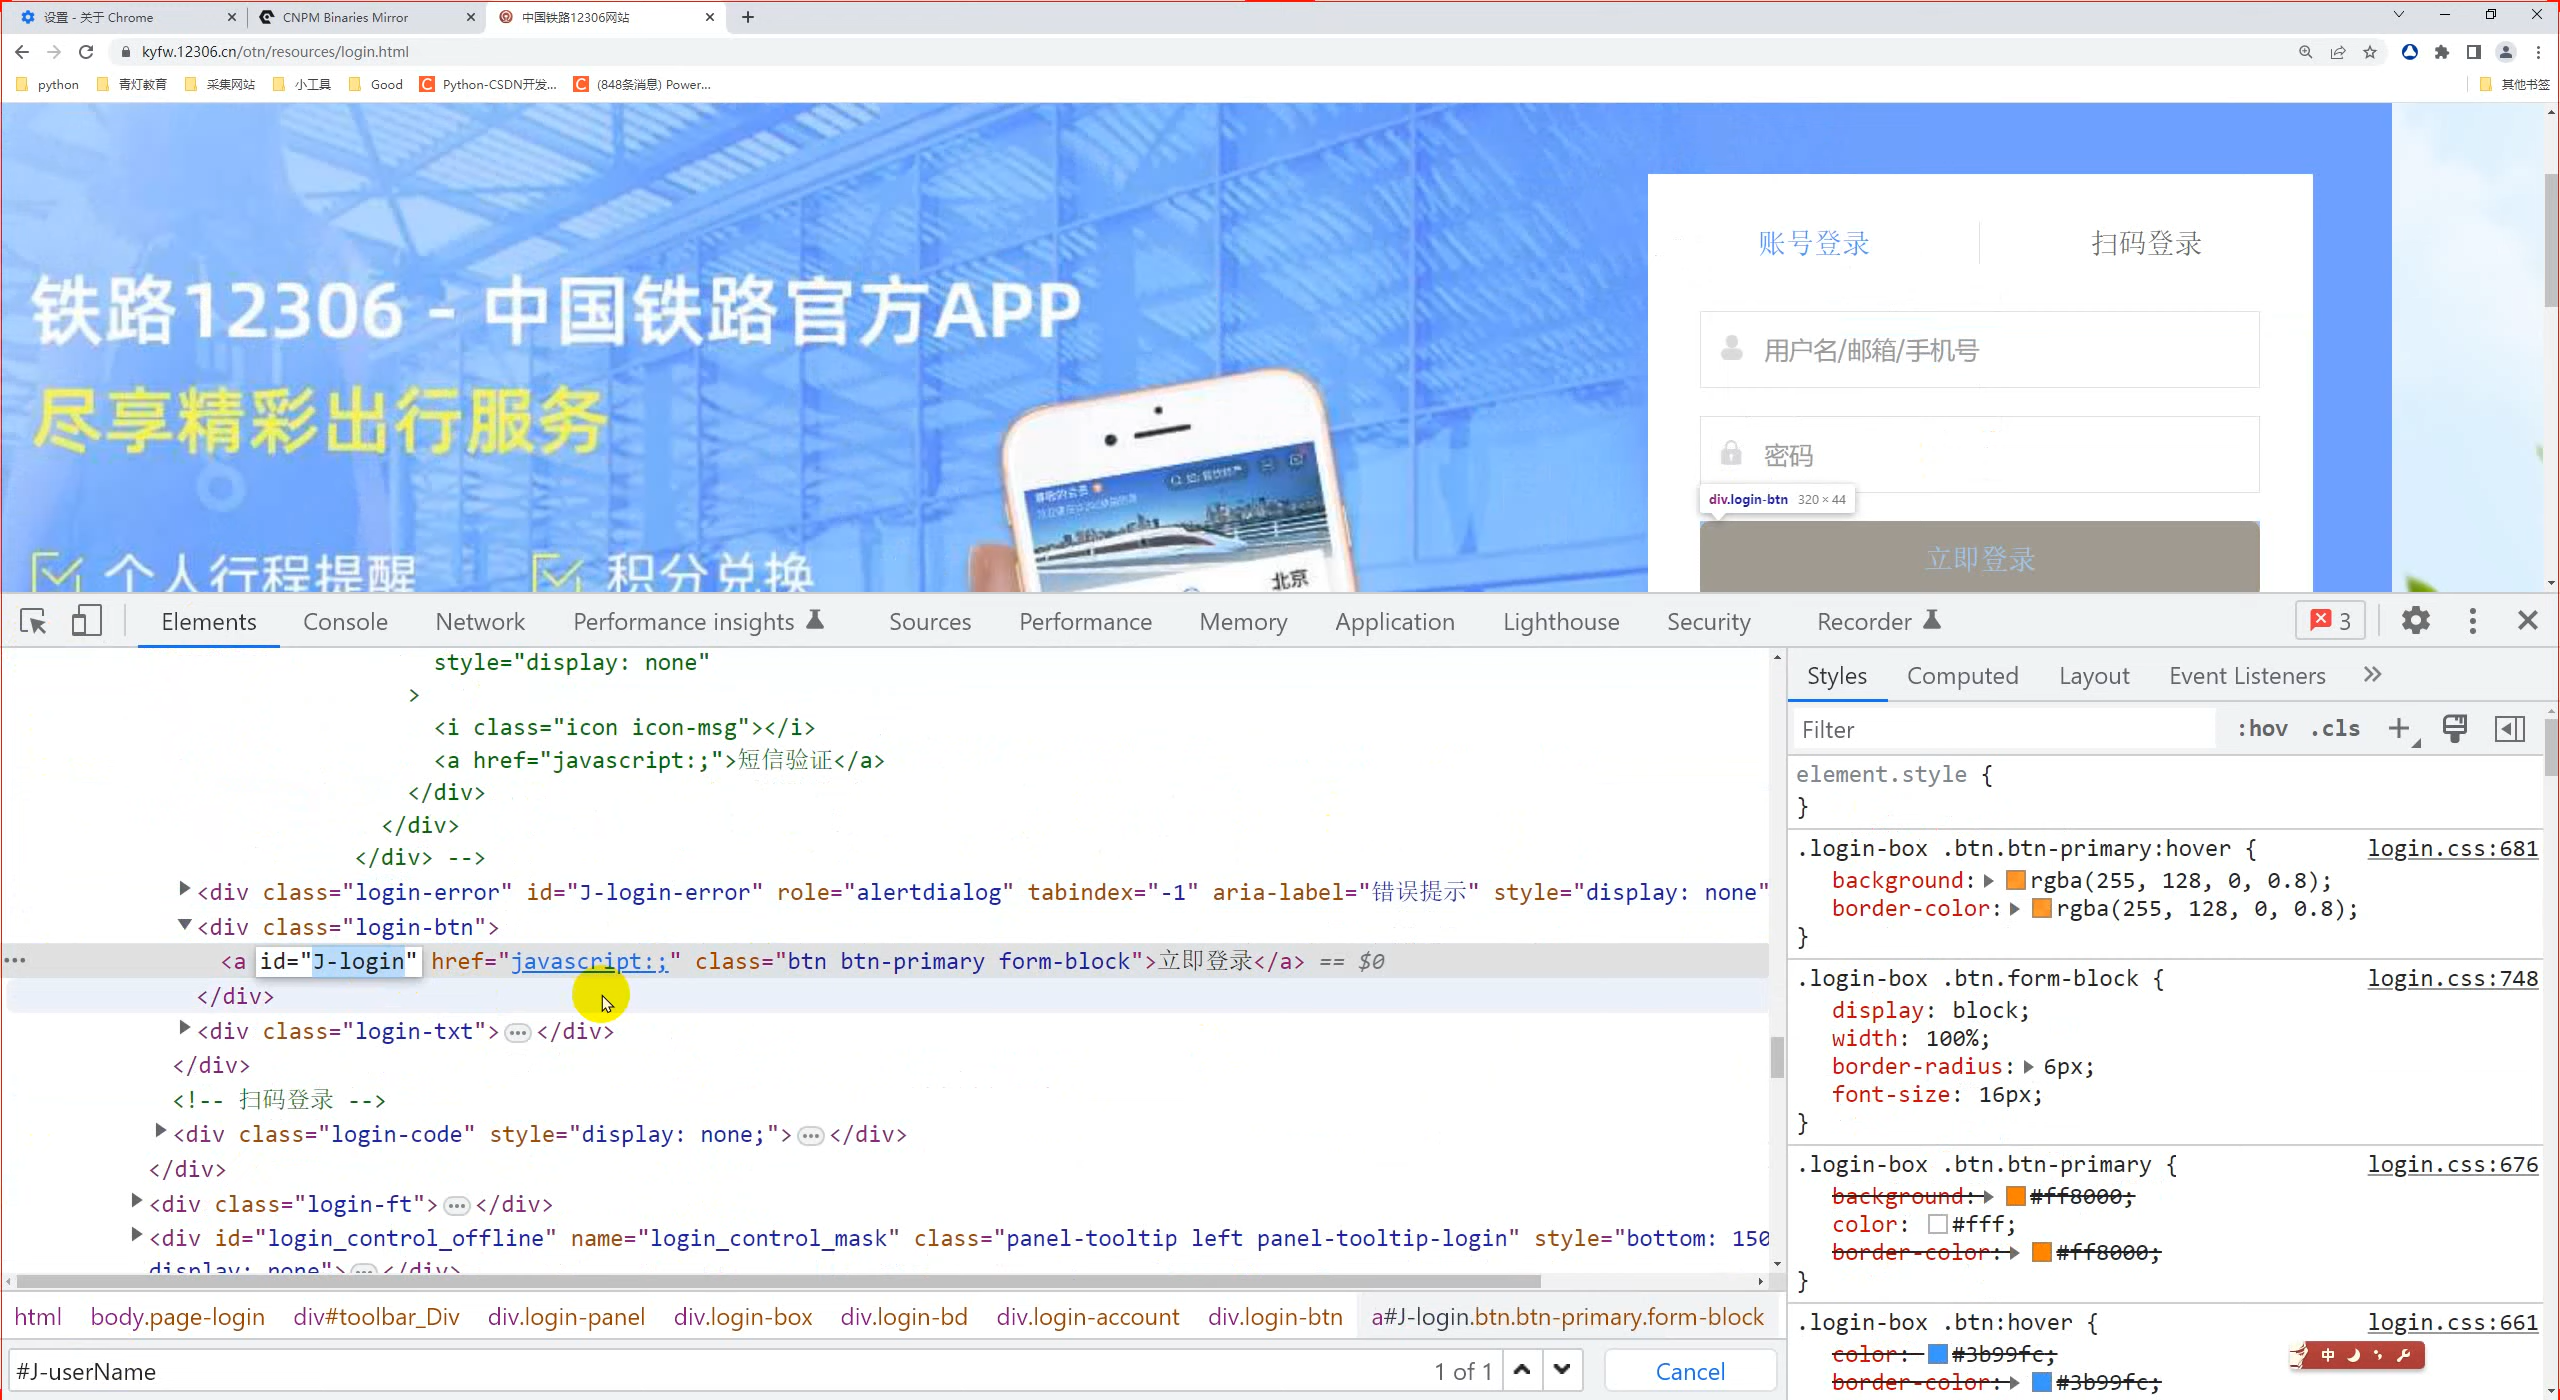 设置 - 关于 Chrome
CNPM Binaries Mirror
中国铁路12306网站
kyfw.12306.cn/otn/resources/login.html
python
青灯教育
采集网站
小工具
Good
Python-CSDN开发...
(848条消息) Power...
其他书签
铁路12306 - 中国铁路官方APP
尽享精彩出行服务
个人行程提醒
积分兑换
北京
账号登录
扫码登录
用户名/邮箱/手机号
密码
div.login-btn 320 × 44
立即登录
Elements
Console
Network
Performance insights
Sources
Performance
Memory
Application
Lighthouse
Security
Recorder
3
style="display: none"
>
<i class="icon icon-msg"></i>
<a href="javascript:;">短信验证</a>
</div>
</div>
</div> -->
<div class="login-error" id="J-login-error" role="alertdialog" tabindex="-1" aria-label="错误提示" style="display: none"
<div class="login-btn">
<a id="J-login" href="javascript:;" class="btn btn-primary form-block">立即登录</a> == $0
</div>
<div class="login-txt">…</div>
</div>
<!-- 扫码登录 -->
<div class="login-code" style="display: none;">…</div>
</div>
<div class="login-ft">…</div>
<div id="login_control_offline" name="login_control_mask" class="panel-tooltip left panel-tooltip-login" style="bottom: 150
display: none">…</div>
html
body.page-login
div#toolbar_Div
div.login-panel
div.login-box
div.login-bd
div.login-account
div.login-btn
a#J-login.btn.btn-primary.form-block
#J-userName
1 of 1
Cancel
Styles
Computed
Layout
Event Listeners
Filter
:hov
.cls
element.style {
}
.login-box .btn.btn-primary:hover {
login.css:681
background: rgba(255, 128, 0, 0.8);
border-color: rgba(255, 128, 0, 0.8);
}
.login-box .btn.form-block {
login.css:748
display: block;
width: 100%;
border-radius: 6px;
font-size: 16px;
}
.login-box .btn.btn-primary {
login.css:676
background: #ff8000;
color: #fff;
border-color: #ff8000;
}
.login-box .btn:hover {
login.css:661
color: #3b99fc;
border-color: #3b99fc;
中